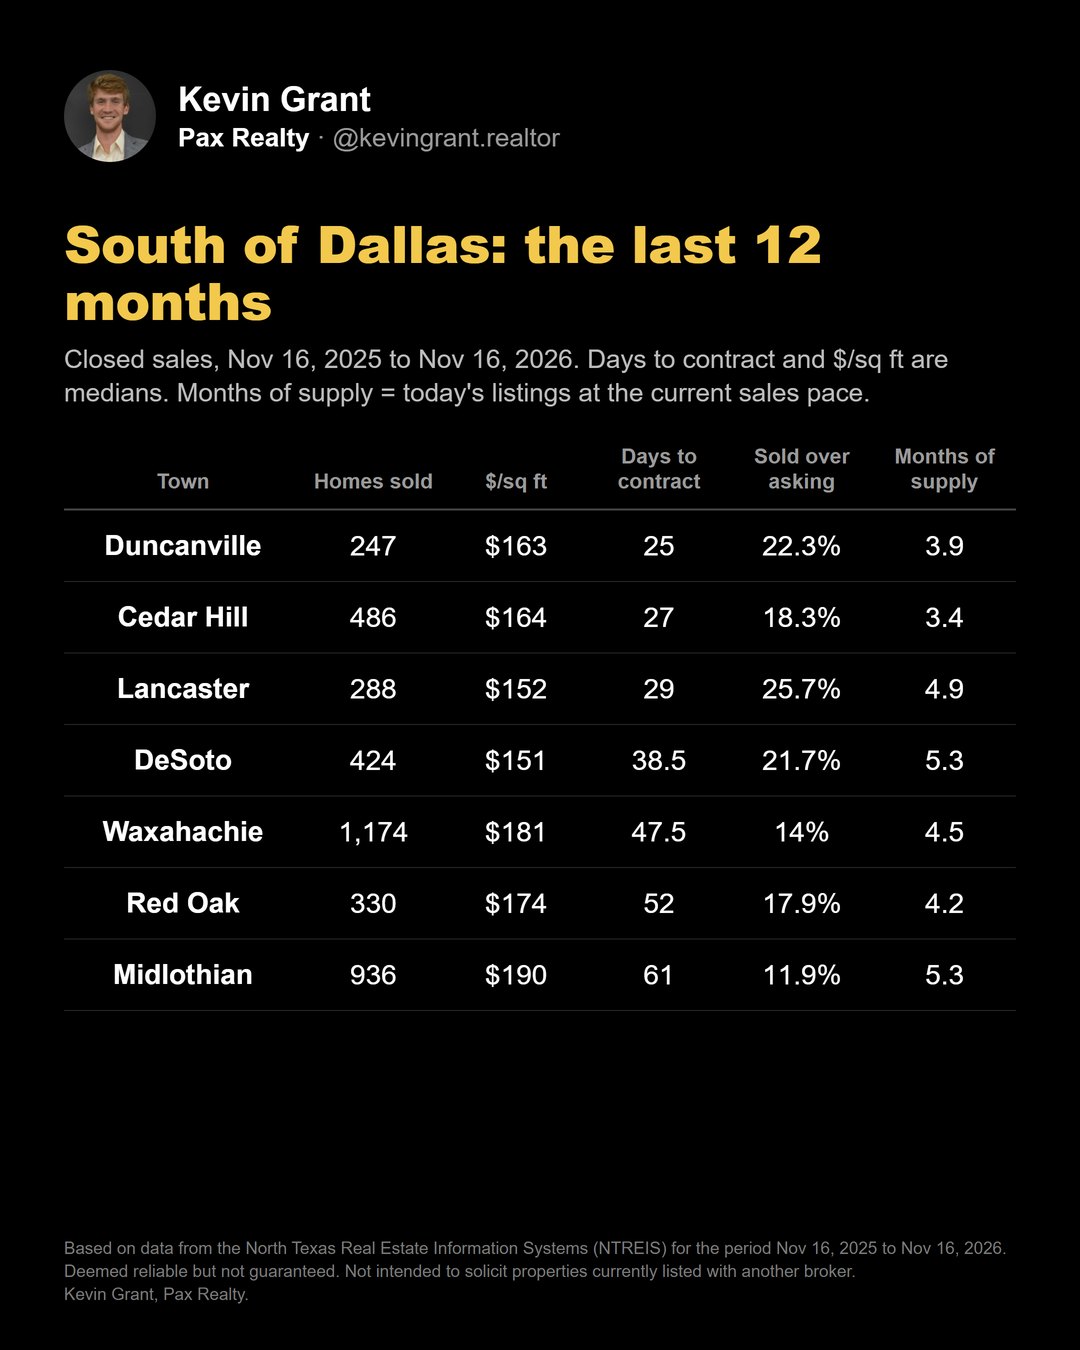 Kevin Grant
Pax Realty · @kevingrant.realtor
South of Dallas: the last 12
months
Closed sales, Nov 16, 2025 to Nov 16, 2026. Days to contract and $/sq ft are
medians. Months of supply = today's listings at the current sales pace.
Town Homes sold $/sq ft Days to contract Sold over asking Months of supply
Duncanville 247 $163 25 22.3% 3.9
Cedar Hill 486 $164 27 18.3% 3.4
Lancaster 288 $152 29 25.7% 4.9
DeSoto 424 $151 38.5 21.7% 5.3
Waxahachie 1,174 $181 47.5 14% 4.5
Red Oak 330 $174 52 17.9% 4.2
Midlothian 936 $190 61 11.9% 5.3
Based on data from the North Texas Real Estate Information Systems (NTREIS) for the period Nov 16, 2025 to Nov 16, 2026.
Deemed reliable but not guaranteed. Not intended to solicit properties currently listed with another broker.
Kevin Grant, Pax Realty.